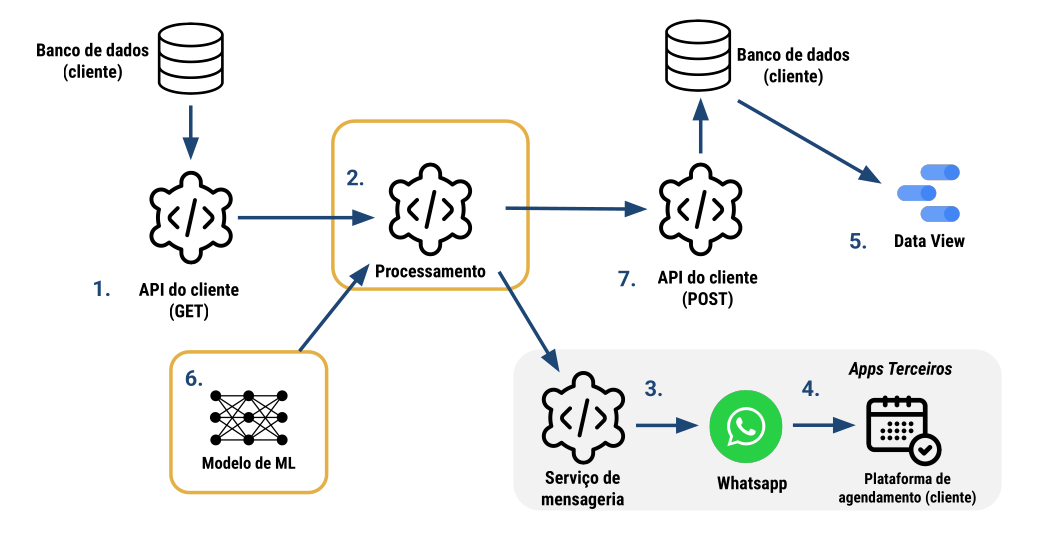 Banco de dados
(cliente)
Banco de dados
(cliente)
2.
Processamento
1.
API do cliente
(GET)
7.
API do cliente
(POST)
5.
Data View
6.
Modelo de ML
Apps Terceiros
3.
4.
Serviço de
mensageria
Whatsapp
Plataforma de
agendamento (cliente)